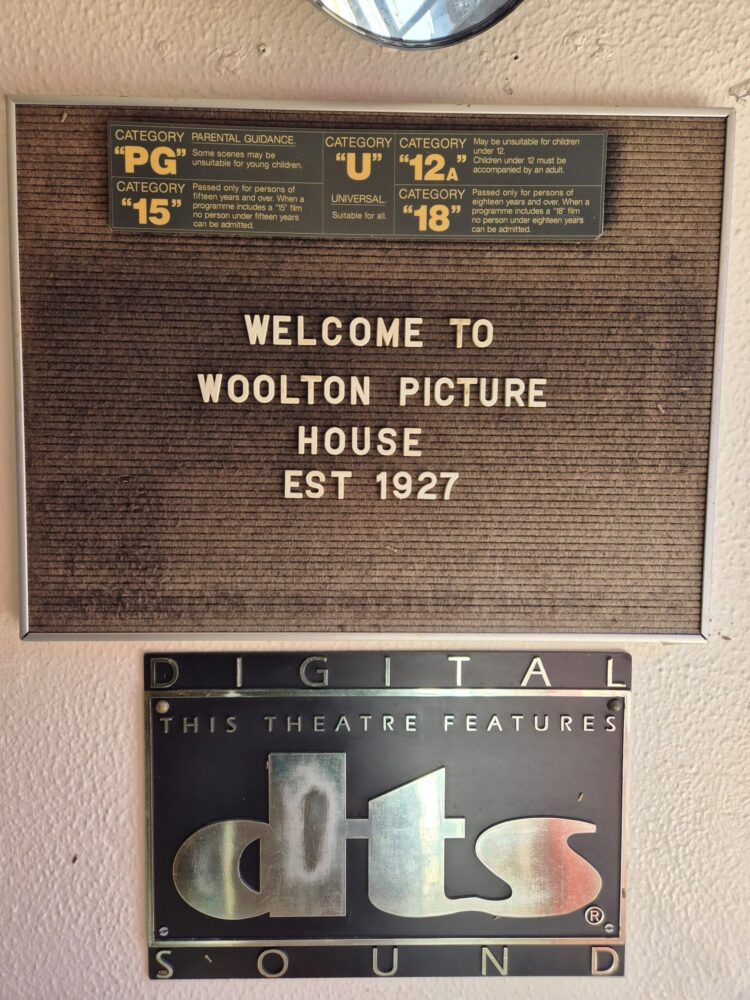 CATEGORY PARENTAL GUIDANCE.
"PG" Some scenes may be
unsuitable for young children.
CATEGORY
"U"
UNIVERSAL.
Suitable for all.
CATEGORY May be unsuitable for children
under 12.
"12A" Children under 12 must be
accompanied by an adult.
CATEGORY Passed only for persons of
"15" fifteen years and over. When a
programme includes a "15" film
no person under fifteen years
can be admitted.
CATEGORY Passed only for persons of
"18" eighteen years and over. When a
programme includes a "18" film
no person under eighteen years
can be admitted.
WELCOME TO
WOOLTON PICTURE
HOUSE
EST 1927
DIGITAL
THIS THEATRE FEATURES
dts®
SOUND